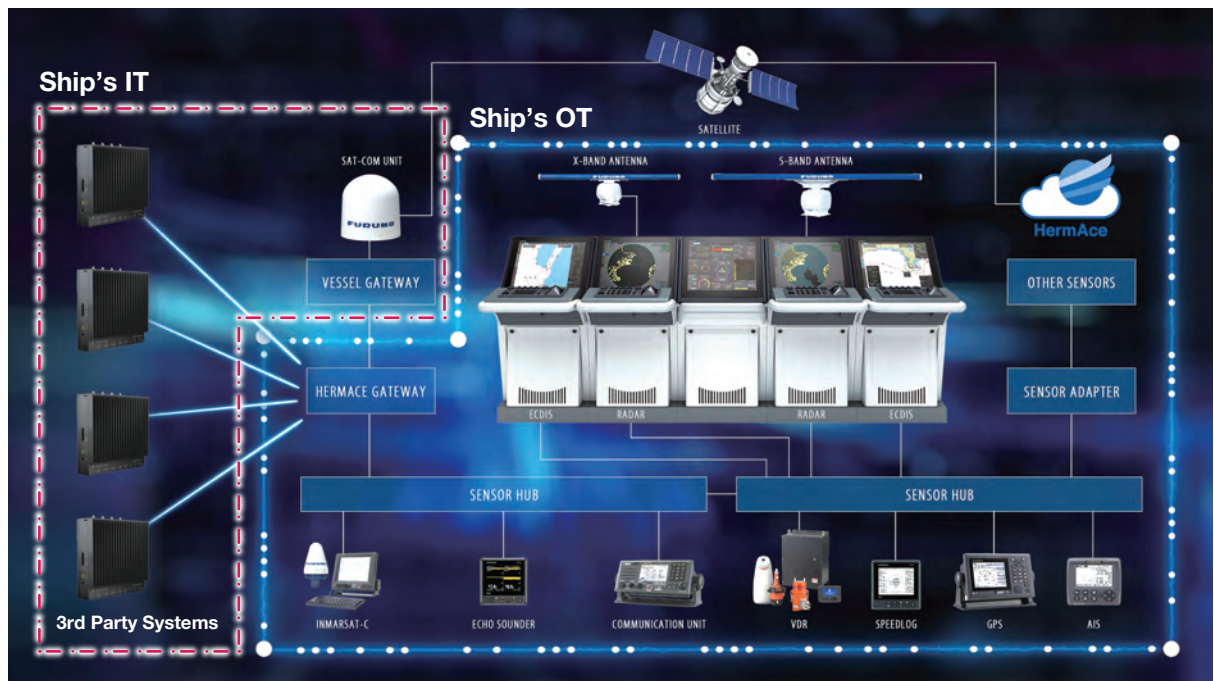 Ship's IT
Ship's OT
SATELLITE
SAT-COM UNIT
X-BAND ANTENNA
S-BAND ANTENNA
FURUNO
FURUNO
FURUNO
HermAce
VESSEL GATEWAY
OTHER SENSORS
HERMACE GATEWAY
SENSOR ADAPTER
ECDIS
RADAR
RADAR
ECDIS
SENSOR HUB
SENSOR HUB
3rd Party Systems
INMARSAT-C
ECHO SOUNDER
COMMUNICATION UNIT
VDR
SPEEDLOG
GPS
AIS